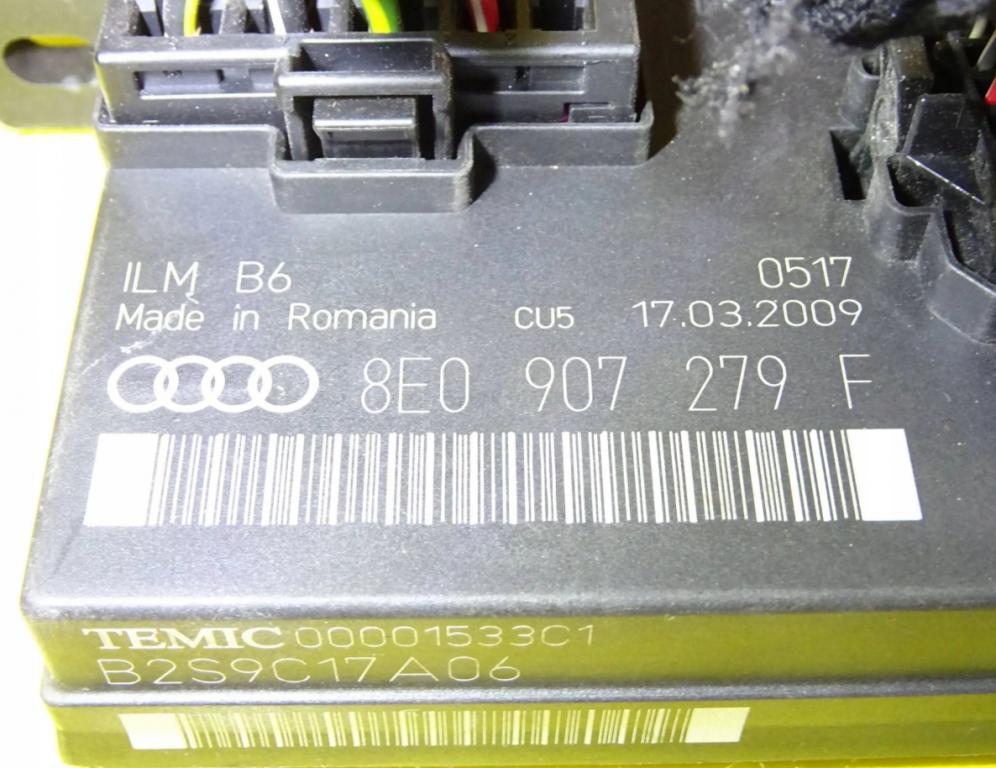 ILM B6 0517
Made in Romania CU5 17.03.2009
8E0 907 279 F
TEMIC 00001533C1
B2S9C17A06